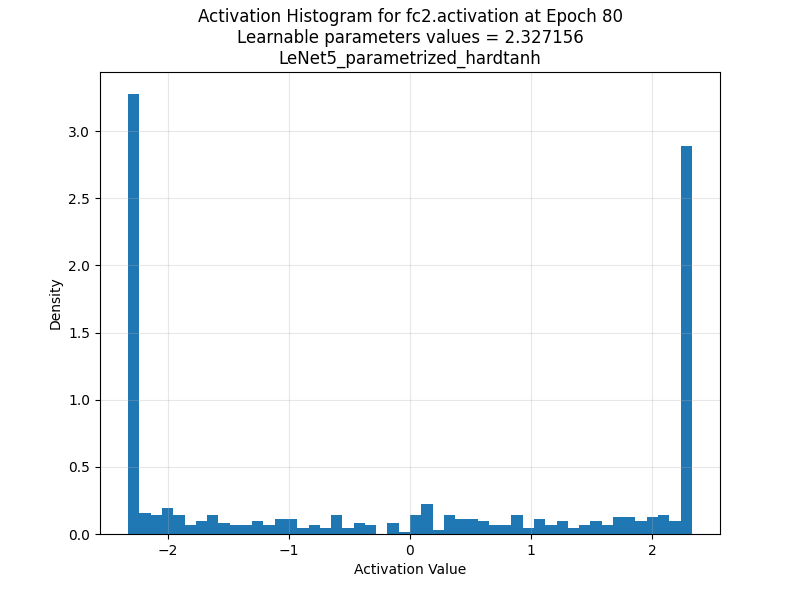 Activation Histogram for fc2.activation at Epoch 80
Learnable parameters values = 2.327156
LeNet5_parametrized_hardtanh
3.0
2.5
2.0
1.5
1.0
0.5
0.0
Density
−2
−1
0
1
2
Activation Value